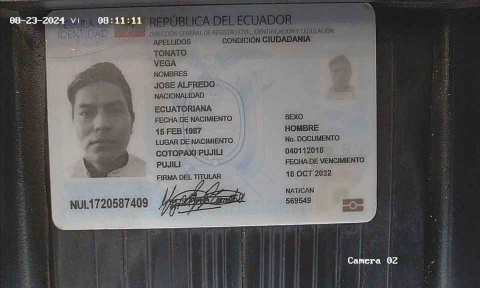 08-23-2024 Vi 08:11:11
REPÚBLICA DEL ECUADOR
IDENTIDAD
DIRECCIÓN GENERAL DE REGISTRO CIVIL, IDENTIFICACIÓN Y CEDULACIÓN
APELLIDOS CONDICIÓN CIUDADANIA
TONATO
VEGA
NOMBRES
JOSE ALFREDO
NACIONALIDAD
ECUATORIANA
FECHA DE NACIMIENTO
15 FEB 1987
LUGAR DE NACIMIENTO
COTOPAXI PUJILI
PUJILI
FIRMA DEL TITULAR
SEXO
HOMBRE
No. DOCUMENTO
040112018
FECHA DE VENCIMIENTO
18 OCT 2032
NAT/CAN
569549
NUI.1720587409
Camera 02